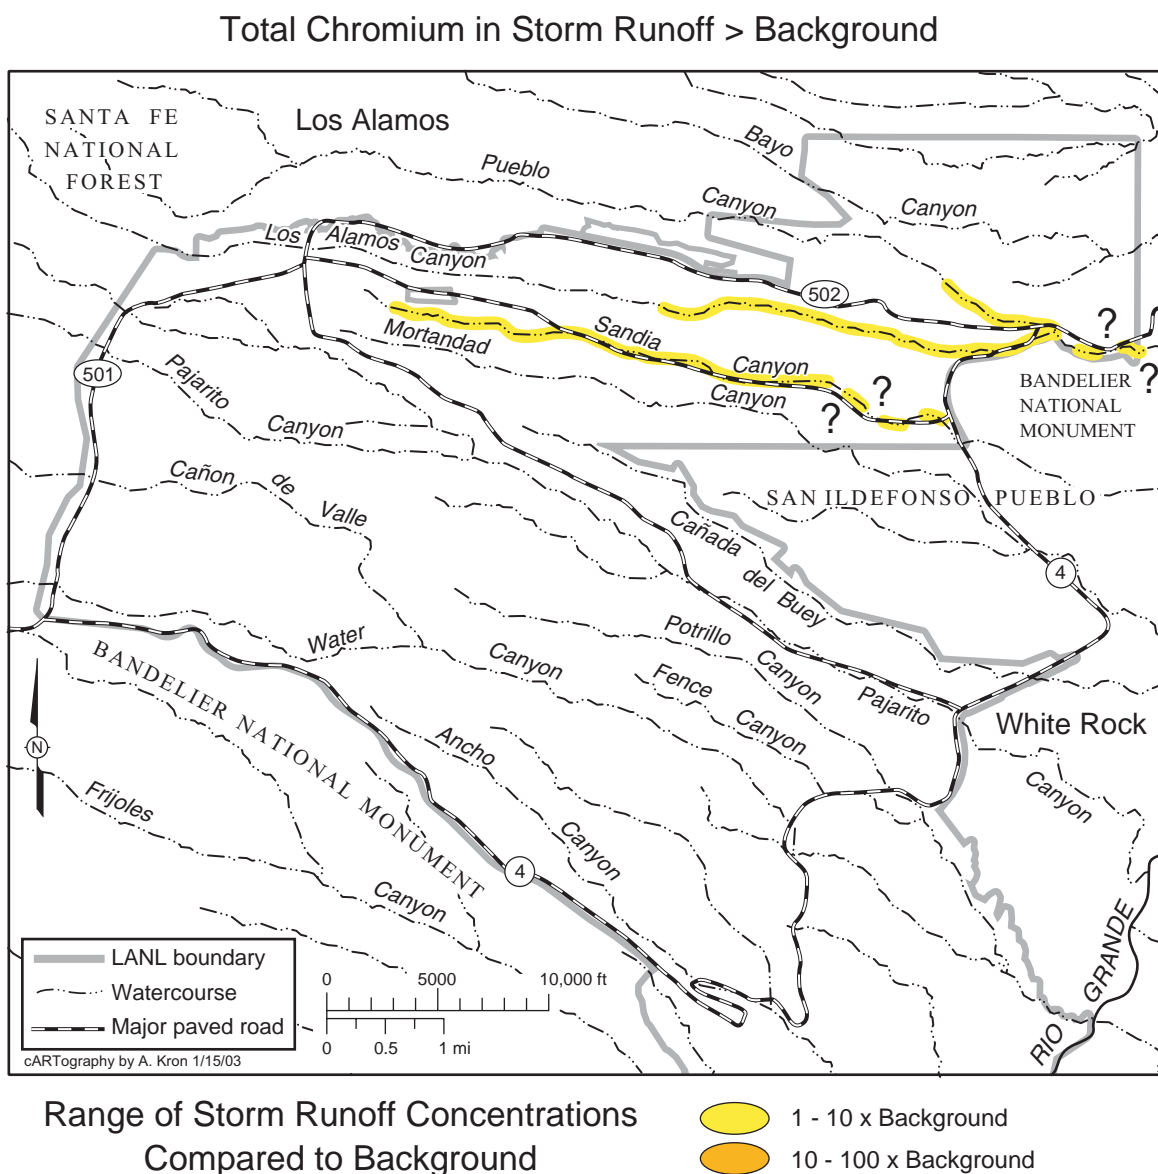 Total Chromium in Storm Runoff > Background
SANTA FE
NATIONAL
FOREST
Los Alamos
Bayo
Pueblo
Canyon
Canyon
Los Alamos
Canyon
502
?
Sandia
Mortandad
Canyon
Canyon
?
?
?
501
Pajarito
Canyon
BANDELIER
NATIONAL
MONUMENT
Cañon de Valle
SAN ILDEFONSO PUEBLO
Cañada
del Buey
4
Water
Canyon
Potrillo
Canyon
Fence
Canyon
Pajarito
White Rock
Canyon
BANDELIER NATIONAL MONUMENT
N
Ancho
Canyon
Frijoles
Canyon
4
RIO GRANDE
LANL boundary
Watercourse
Major paved road
cARTography by A. Kron 1/15/03
0 5000 10,000 ft
0 0.5 1 mi
Range of Storm Runoff Concentrations
Compared to Background
1 - 10 x Background
10 - 100 x Background